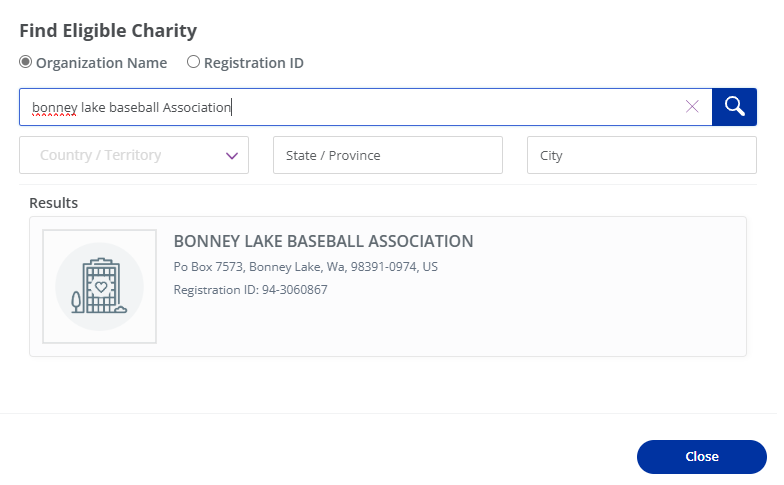 Find Eligible Charity
Organization Name Registration ID
bonney lake baseball Association
Country / Territory State / Province City
Results
BONNEY LAKE BASEBALL ASSOCIATION
Po Box 7573, Bonney Lake, Wa, 98391-0974, US
Registration ID: 94-3060867
Close